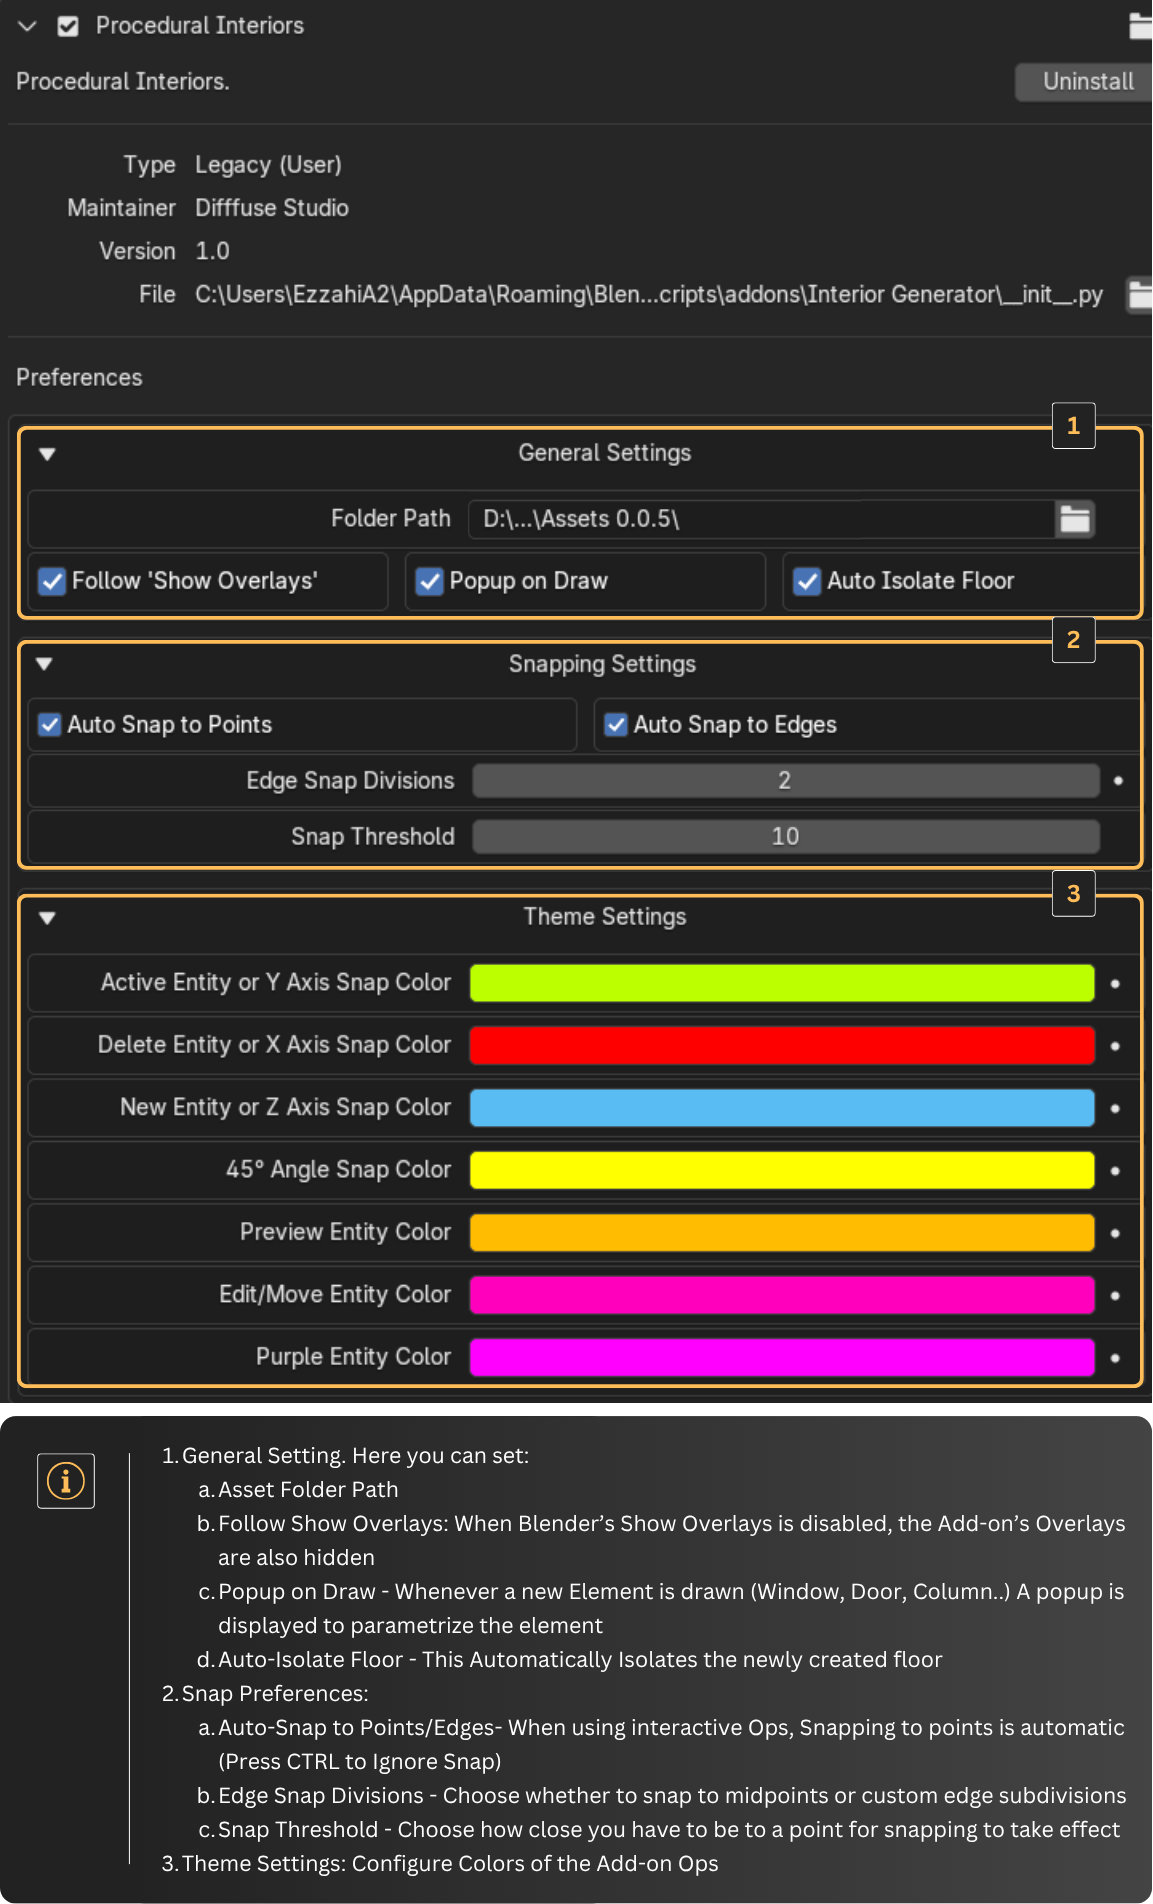 Procedural Interiors
Procedural Interiors.
Uninstall
Type Legacy (User)
Maintainer Difffuse Studio
Version 1.0
File C:\Users\EzzahiA2\AppData\Roaming\Blen...cripts\addons\Interior Generator\__init__.py
Preferences
1
General Settings
Folder Path D:\...\Assets 0.0.5\
Follow 'Show Overlays' Popup on Draw Auto Isolate Floor
2
Snapping Settings
Auto Snap to Points Auto Snap to Edges
Edge Snap Divisions 2
Snap Threshold 10
3
Theme Settings
Active Entity or Y Axis Snap Color
Delete Entity or X Axis Snap Color
New Entity or Z Axis Snap Color
45° Angle Snap Color
Preview Entity Color
Edit/Move Entity Color
Purple Entity Color
i
1. General Setting. Here you can set:
a. Asset Folder Path
b. Follow Show Overlays: When Blender’s Show Overlays is disabled, the Add-on’s Overlays
are also hidden
c. Popup on Draw - Whenever a new Element is drawn (Window, Door, Column..) A popup is
displayed to parametrize the element
d. Auto-Isolate Floor - This Automatically Isolates the newly created floor
2. Snap Preferences:
a. Auto-Snap to Points/Edges- When using interactive Ops, Snapping to points is automatic
(Press CTRL to Ignore Snap)
b. Edge Snap Divisions - Choose whether to snap to midpoints or custom edge subdivisions
c. Snap Threshold - Choose how close you have to be to a point for snapping to take effect
3. Theme Settings: Configure Colors of the Add-on Ops